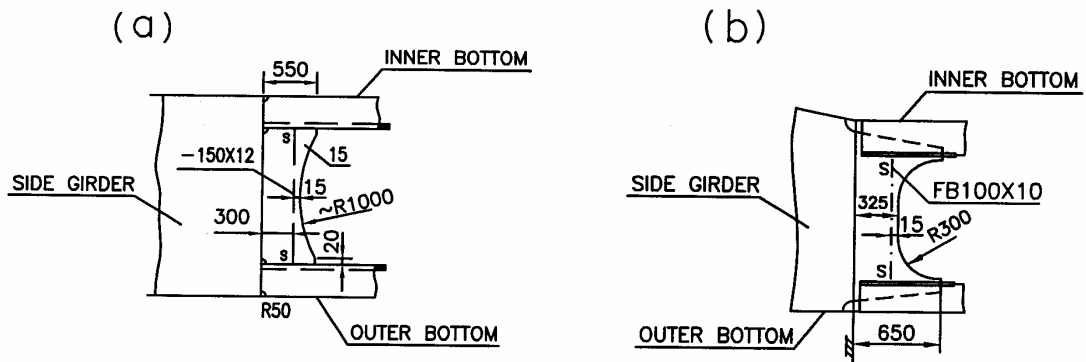 (a)
550
INNER BOTTOM
S
15
-150X12
SIDE GIRDER
15
~R1000
300
20
S
R50
OUTER BOTTOM
(b)
INNER BOTTOM
S
FB100X10
SIDE GIRDER
325
15
R300
S
OUTER BOTTOM
650